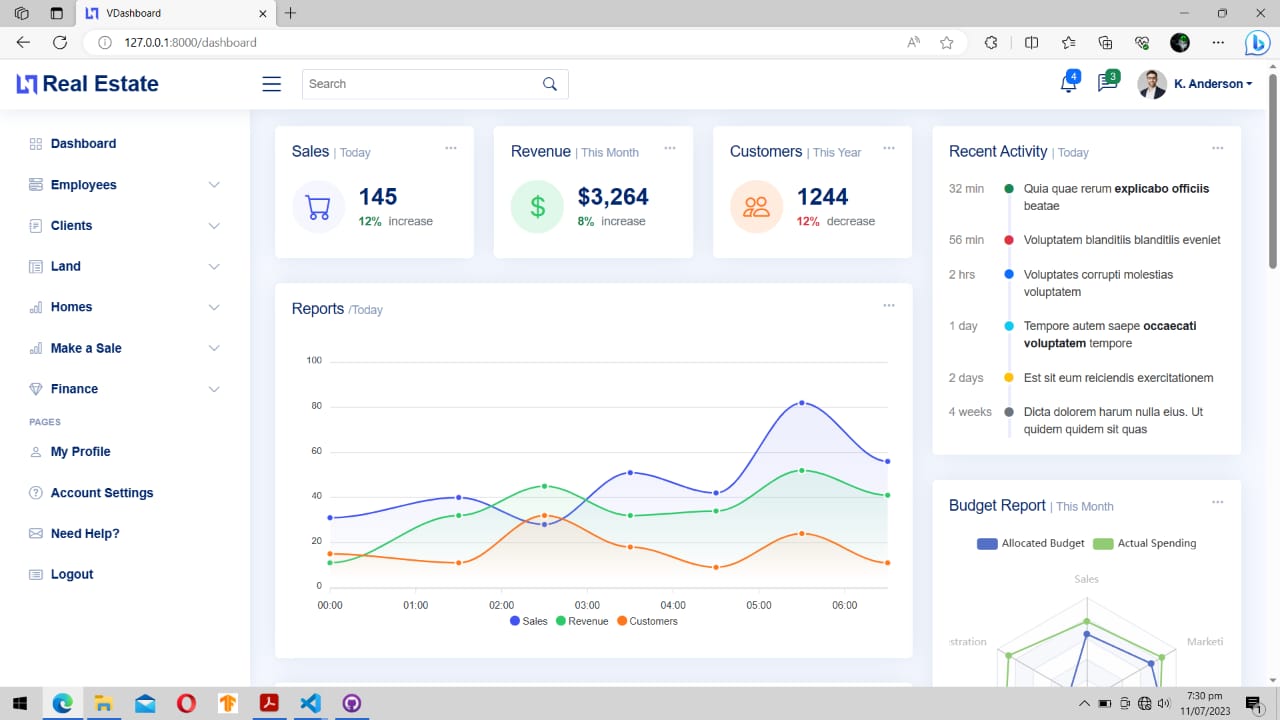 VDashboard
127.0.0.1:8000/dashboard
Real Estate
Search
4
3
K. Anderson
Dashboard
Employees
Clients
Land
Homes
Make a Sale
Finance
PAGES
My Profile
Account Settings
Need Help?
Logout
Sales | Today
145
12% increase
Revenue | This Month
$
$3,264
8% increase
Customers | This Year
1244
12% decrease
Reports /Today
100
80
60
40
20
0
00:00 01:00 02:00 03:00 04:00 05:00 06:00
Sales Revenue Customers
Recent Activity | Today
32 min Quia quae rerum explicabo officiis
beatae
56 min Voluptatem blanditiis blanditiis eveniet
2 hrs Voluptates corrupti molestias
voluptatem
1 day Tempore autem saepe occaecati
voluptatem tempore
2 days Est sit eum reiciendis exercitationem
4 weeks Dicta dolorem harum nulla eius. Ut
quidem quidem sit quas
Budget Report | This Month
Allocated Budget Actual Spending
Sales
stration Marketi
7:30 pm
11/07/2023
1